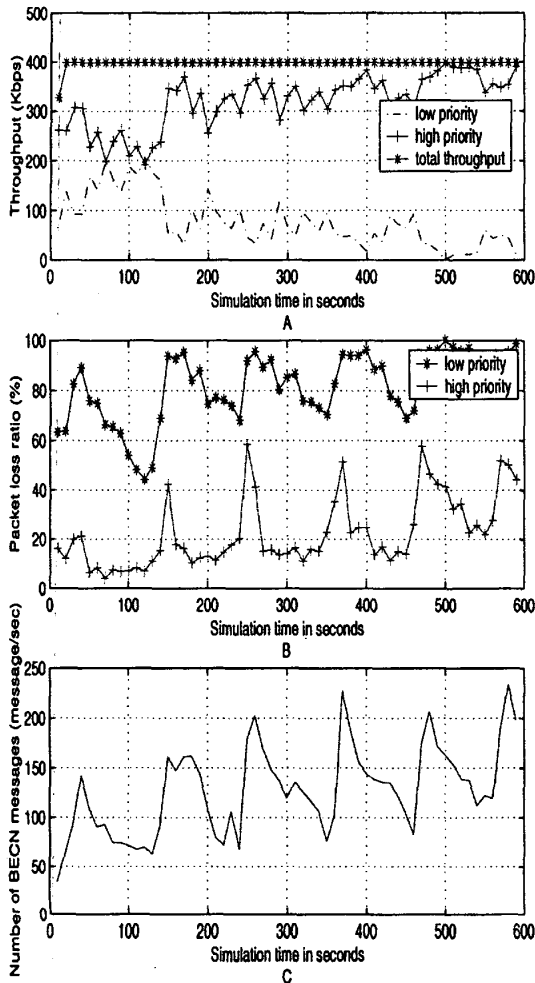 Throughput (Kbps)
500
400
300
200
100
0
low priority
high priority
total throughput
0 100 200 300 400 500 600
Simulation time in seconds
A
Packet loss ratio (%)
100
80
60
40
20
0
low priority
high priority
0 100 200 300 400 500 600
Simulation time in seconds
B
Number of BECN messages (message/sec)
250
200
150
100
50
0
0 100 200 300 400 500 600
Simulation time in seconds
C